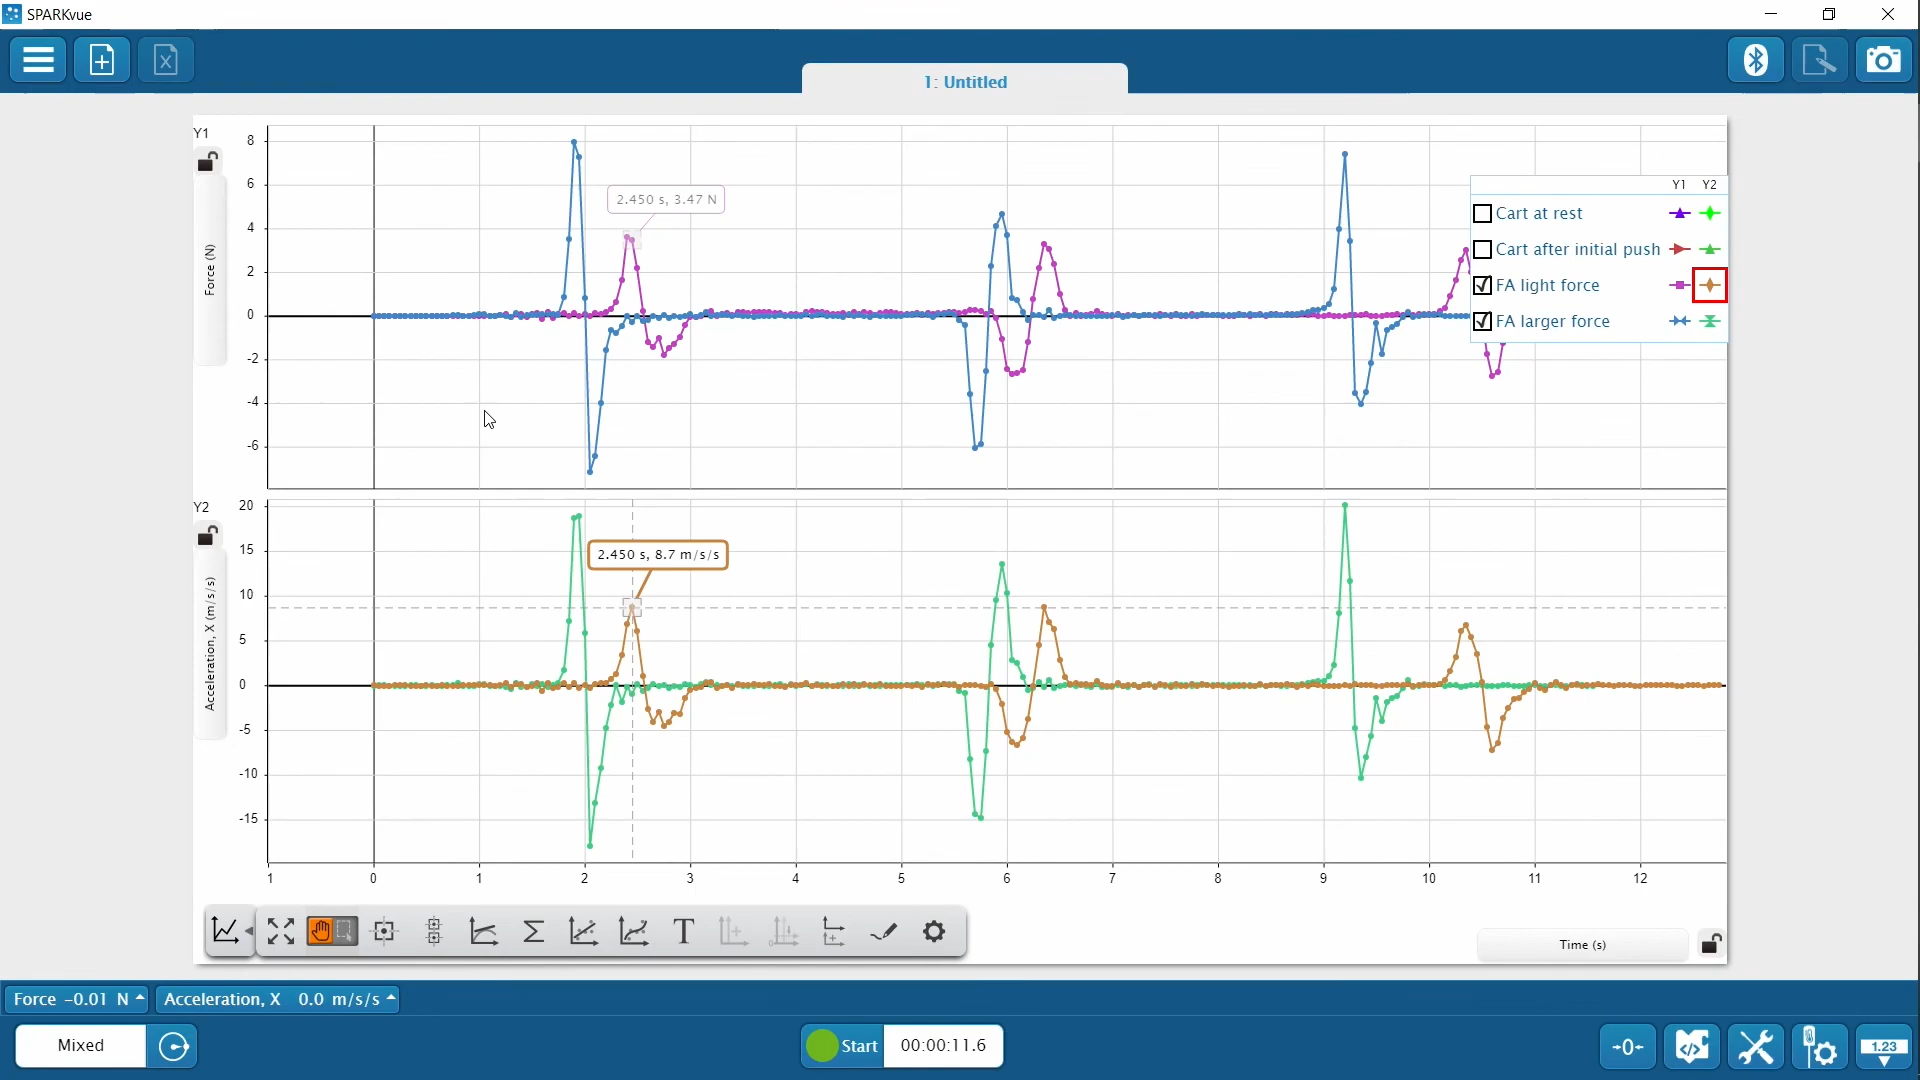 SPARKvue
1: Untitled
Y1
8
6
4
2
0
-2
-4
-6
Force (N)
2.450 s, 3.47 N
Y1 Y2
Cart at rest
Cart after initial push
FA light force
FA larger force
Y2
20
15
10
5
0
-5
-10
-15
Acceleration, X (m/s/s)
2.450 s, 8.7 m/s/s
1 0 1 2 3 4 5 6 7 8 9 10 11 12
Σ T
Time (s)
Force -0.01 N Acceleration, X 0.0 m/s/s
Mixed
Start 00:00:11.6
→0←
1.23